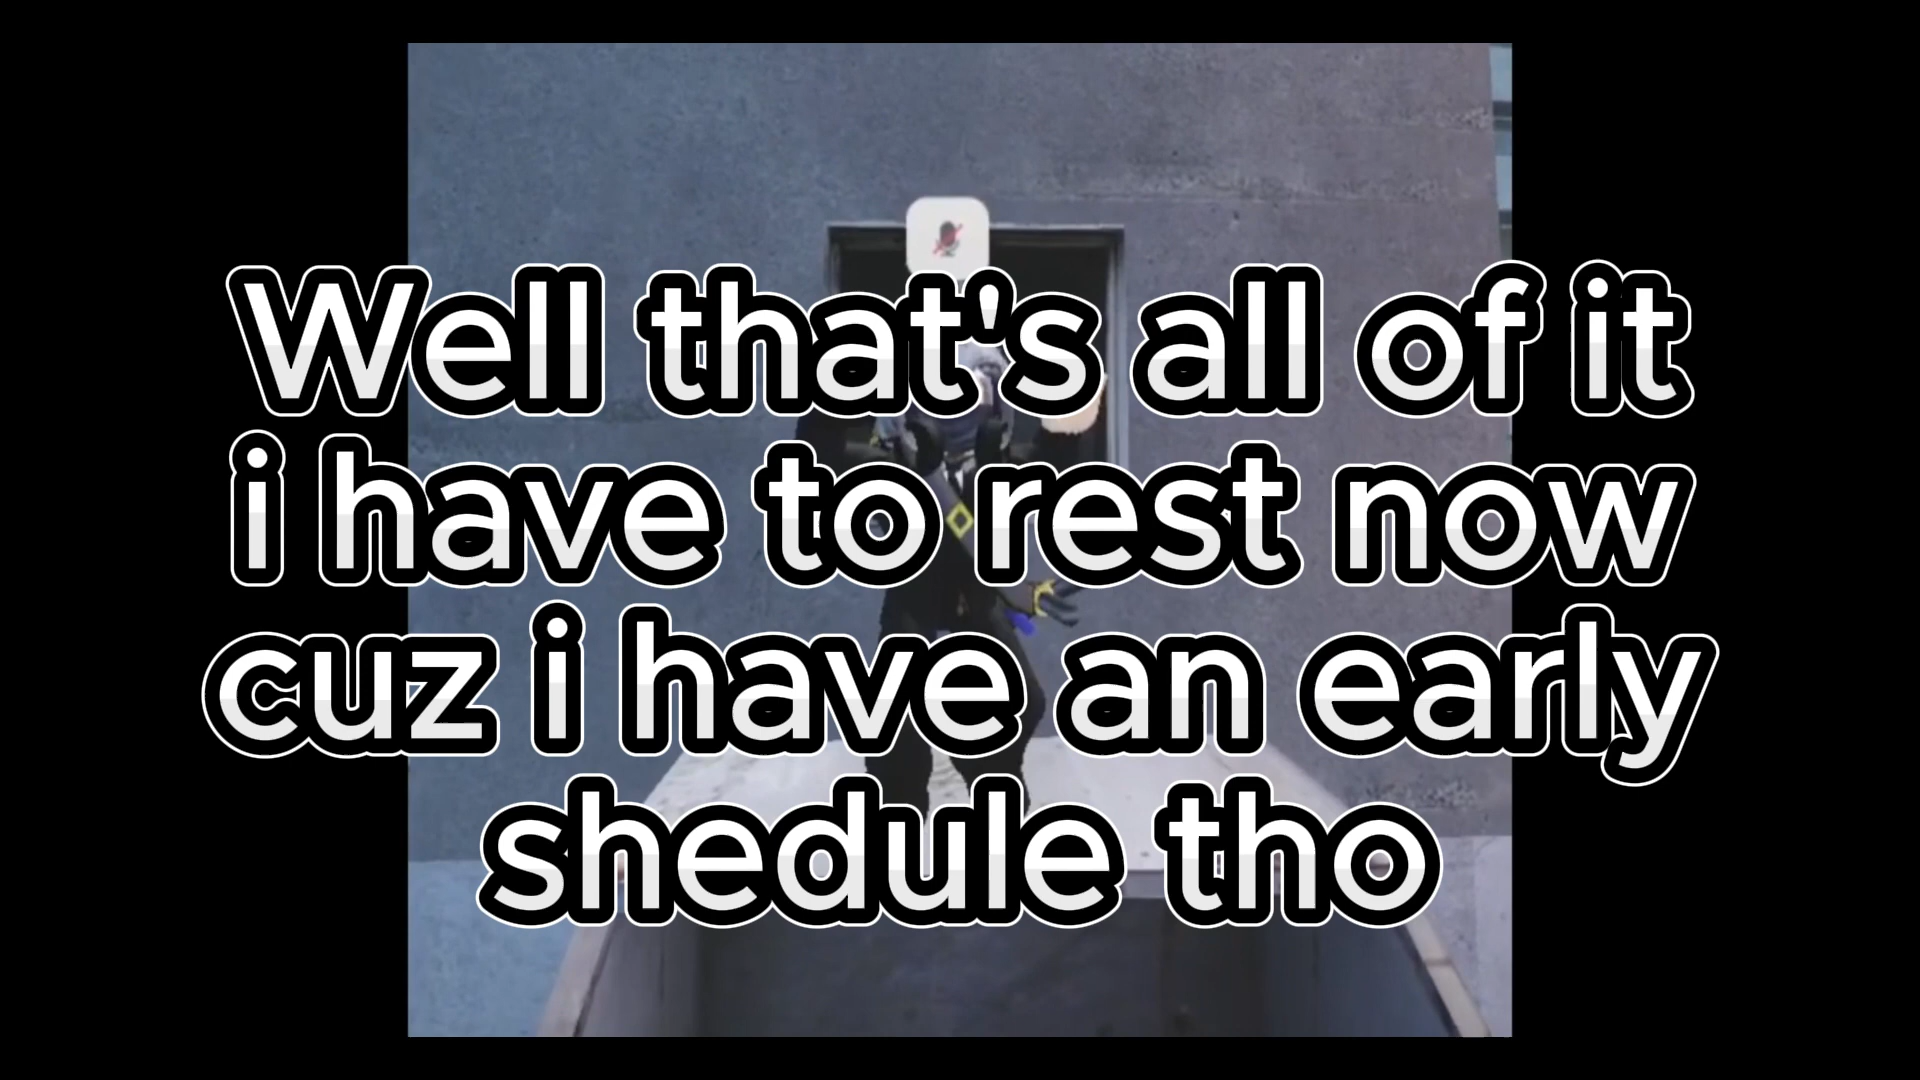 Well that's all of it
i have to rest now
cuz i have an early
shedule tho